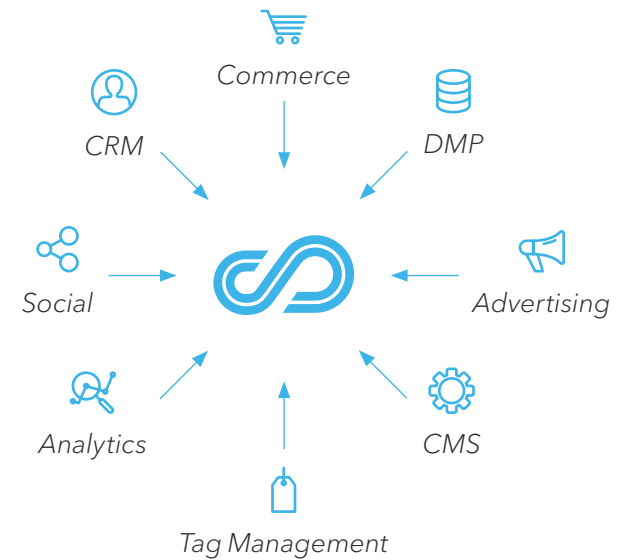 Commerce
CRM
DMP
Social
Advertising
Analytics
CMS
Tag Management